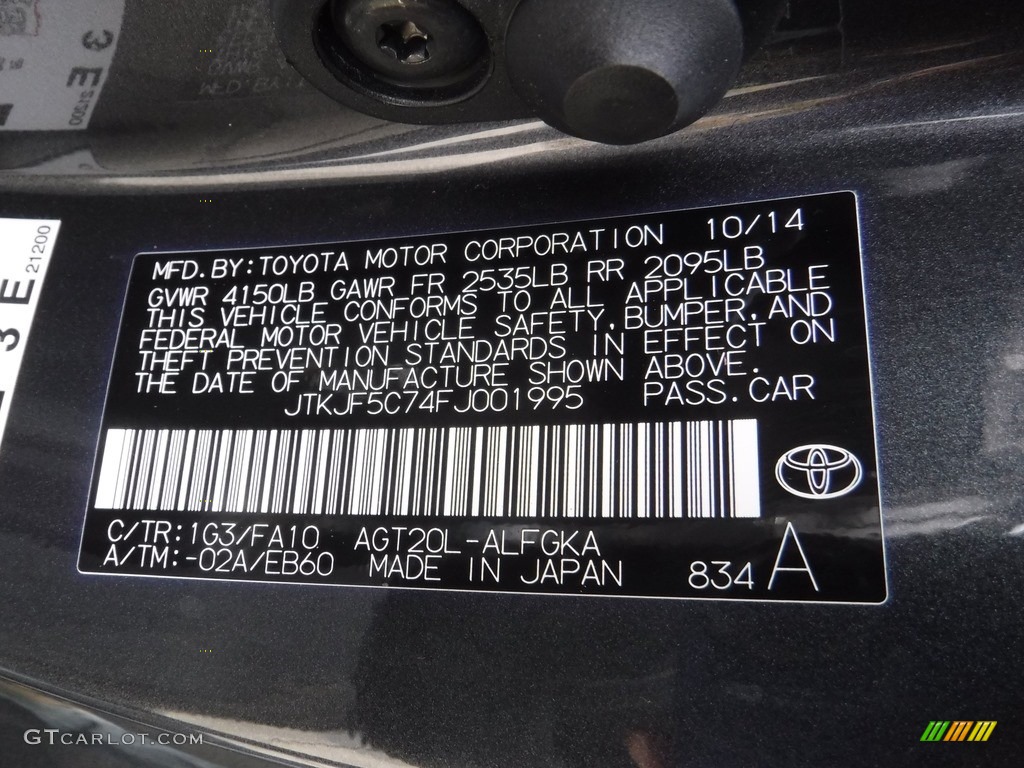 3 E
21200
MFD.BY:TOYOTA MOTOR CORPORATION 10/14
GVWR 4150LB GAWR FR 2535LB RR 2095LB
THIS VEHICLE CONFORMS TO ALL APPLICABLE
FEDERAL MOTOR VEHICLE SAFETY,BUMPER,AND
THEFT PREVENTION STANDARDS IN EFFECT ON
THE DATE OF MANUFACTURE SHOWN ABOVE.
JTKJF5C74FJ001995 PASS.CAR
C/TR:1G3/FA10 AGT20L-ALFGKA
A/TM:-02A/EB60 MADE IN JAPAN 834 A
GTCARLOT.COM